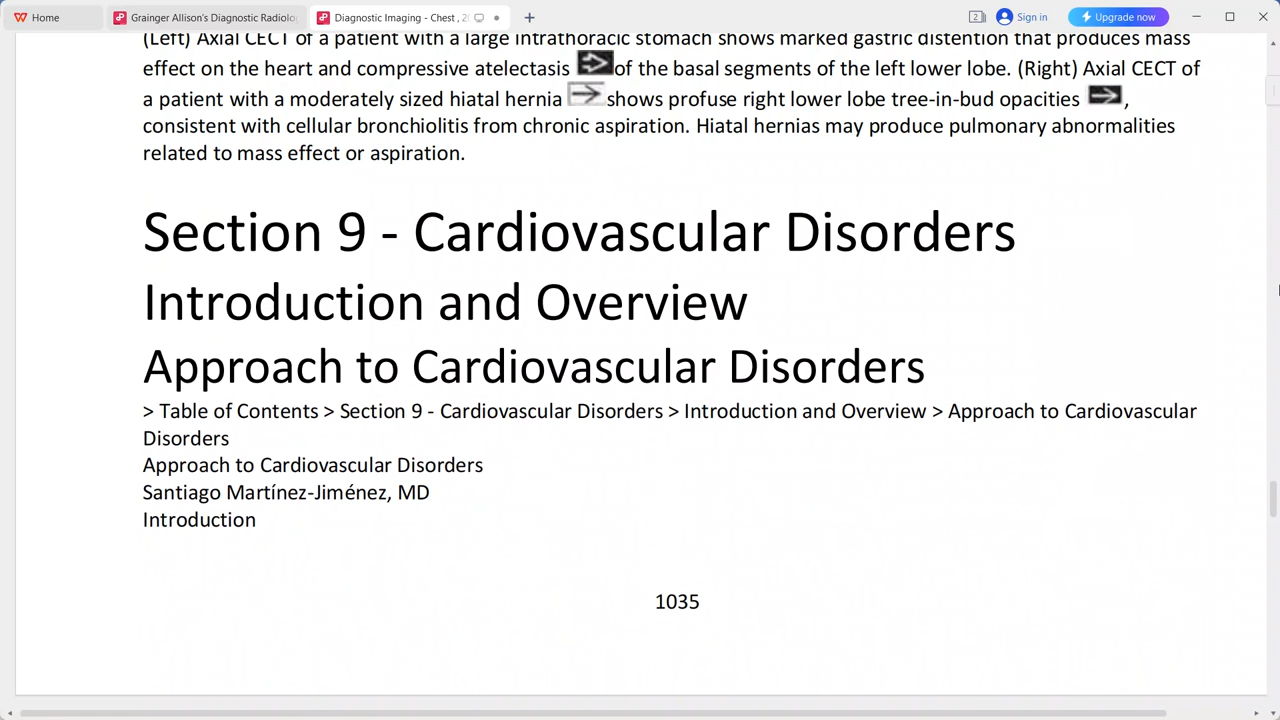 Home
Grainger Allison's Diagnostic Radiolo
Diagnostic Imaging - Chest , 2
2
Sign in
Upgrade now
(Left) Axial CECT of a patient with a large intrathoracic stomach shows marked gastric distention that produces mass
effect on the heart and compressive atelectasis of the basal segments of the left lower lobe. (Right) Axial CECT of
a patient with a moderately sized hiatal hernia shows profuse right lower lobe tree-in-bud opacities ,
consistent with cellular bronchiolitis from chronic aspiration. Hiatal hernias may produce pulmonary abnormalities
related to mass effect or aspiration.
Section 9 - Cardiovascular Disorders
Introduction and Overview
Approach to Cardiovascular Disorders
> Table of Contents > Section 9 - Cardiovascular Disorders > Introduction and Overview > Approach to Cardiovascular
Disorders
Approach to Cardiovascular Disorders
Santiago Martínez-Jiménez, MD
Introduction
1035